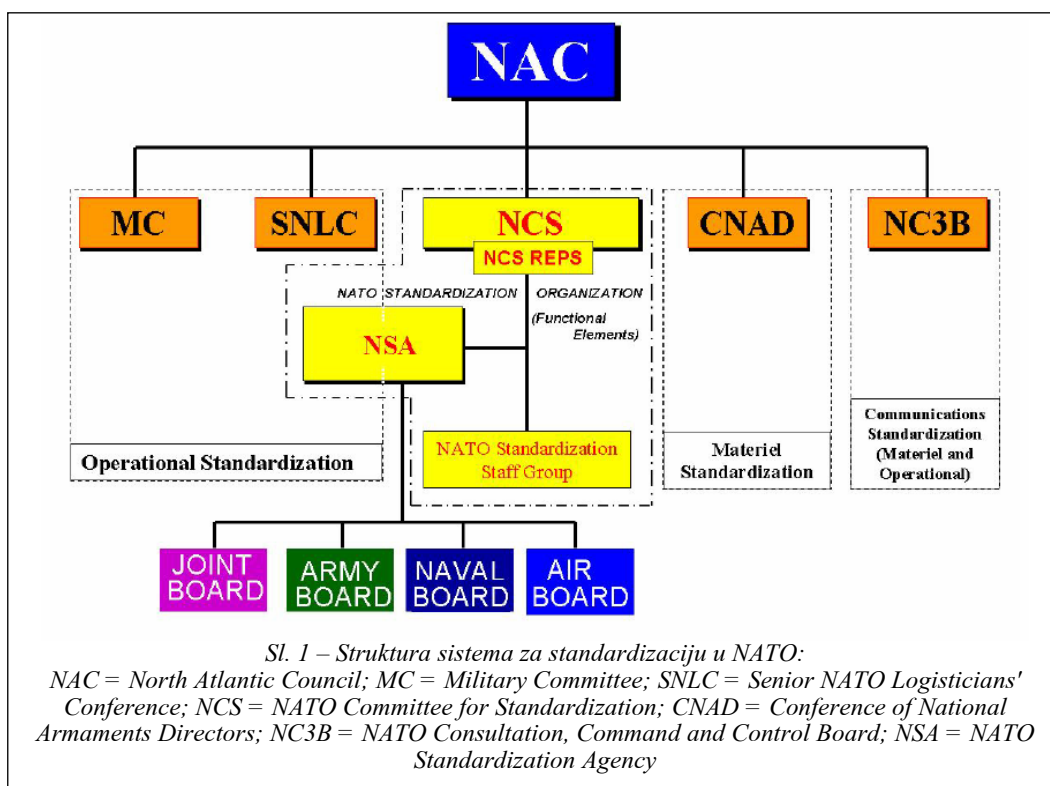 NAC
MC
SNLC
NCS
CNAD
NC3B
NCS REPS
NATO STANDARDIZATION ORGANIZATION
(Functional
Elements)
NSA
NATO Standardization
Staff Group
Operational Standardization
Materiel
Standardization
Communications
Standardization
(Materiel and
Operational)
JOINT
BOARD
ARMY
BOARD
NAVAL
BOARD
AIR
BOARD
Sl. 1 – Struktura sistema za standardizaciju u NATO:
NAC = North Atlantic Council; MC = Military Committee; SNLC = Senior NATO Logisticians'
Conference; NCS = NATO Committee for Standardization; CNAD = Conference of National
Armaments Directors; NC3B = NATO Consultation, Command and Control Board; NSA = NATO
Standardization Agency